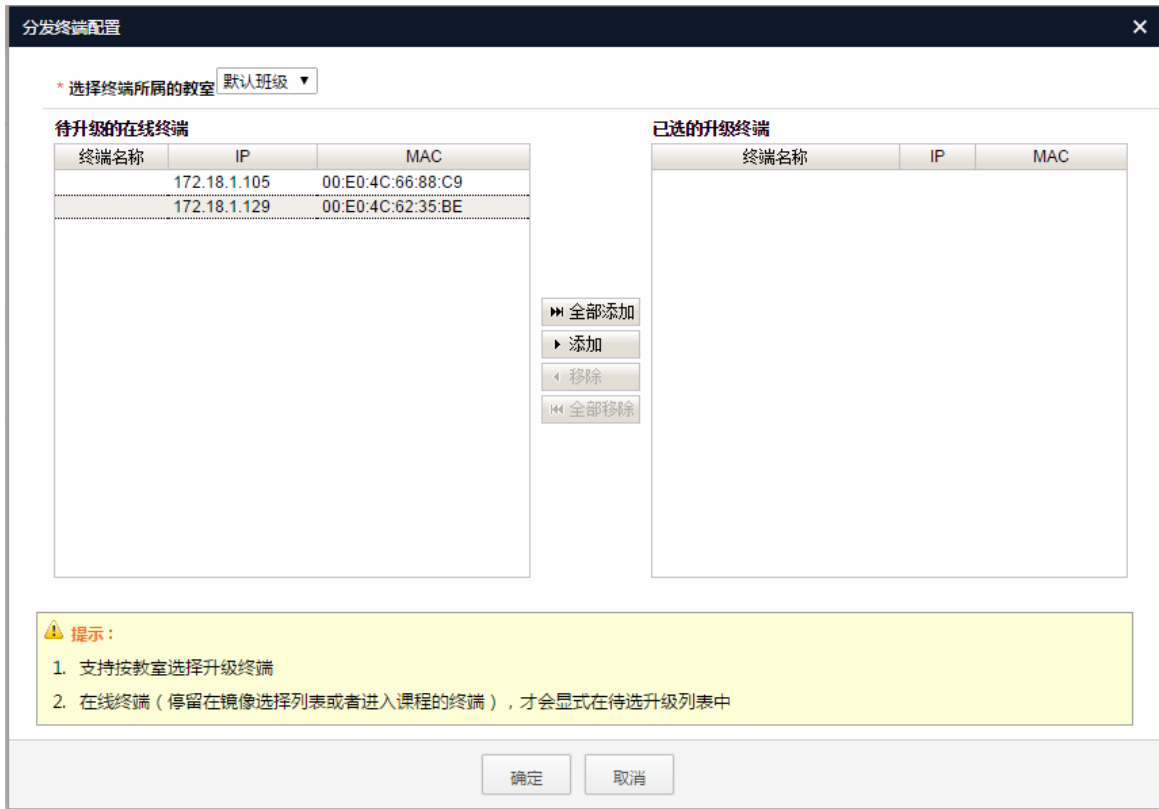 分发终端配置 ×
* 选择终端所属的教室 默认班级 ▼
待升级的在线终端 已选的升级终端
终端名称 IP MAC 终端名称 IP MAC
172.18.1.105 00:E0:4C:66:88:C9
172.18.1.129 00:E0:4C:62:35:BE
全部添加
添加
移除
全部移除
提示：
1. 支持按教室选择升级终端
2. 在线终端（停留在镜像选择列表或者进入课程的终端），才会显式在待选升级列表中
确定 取消